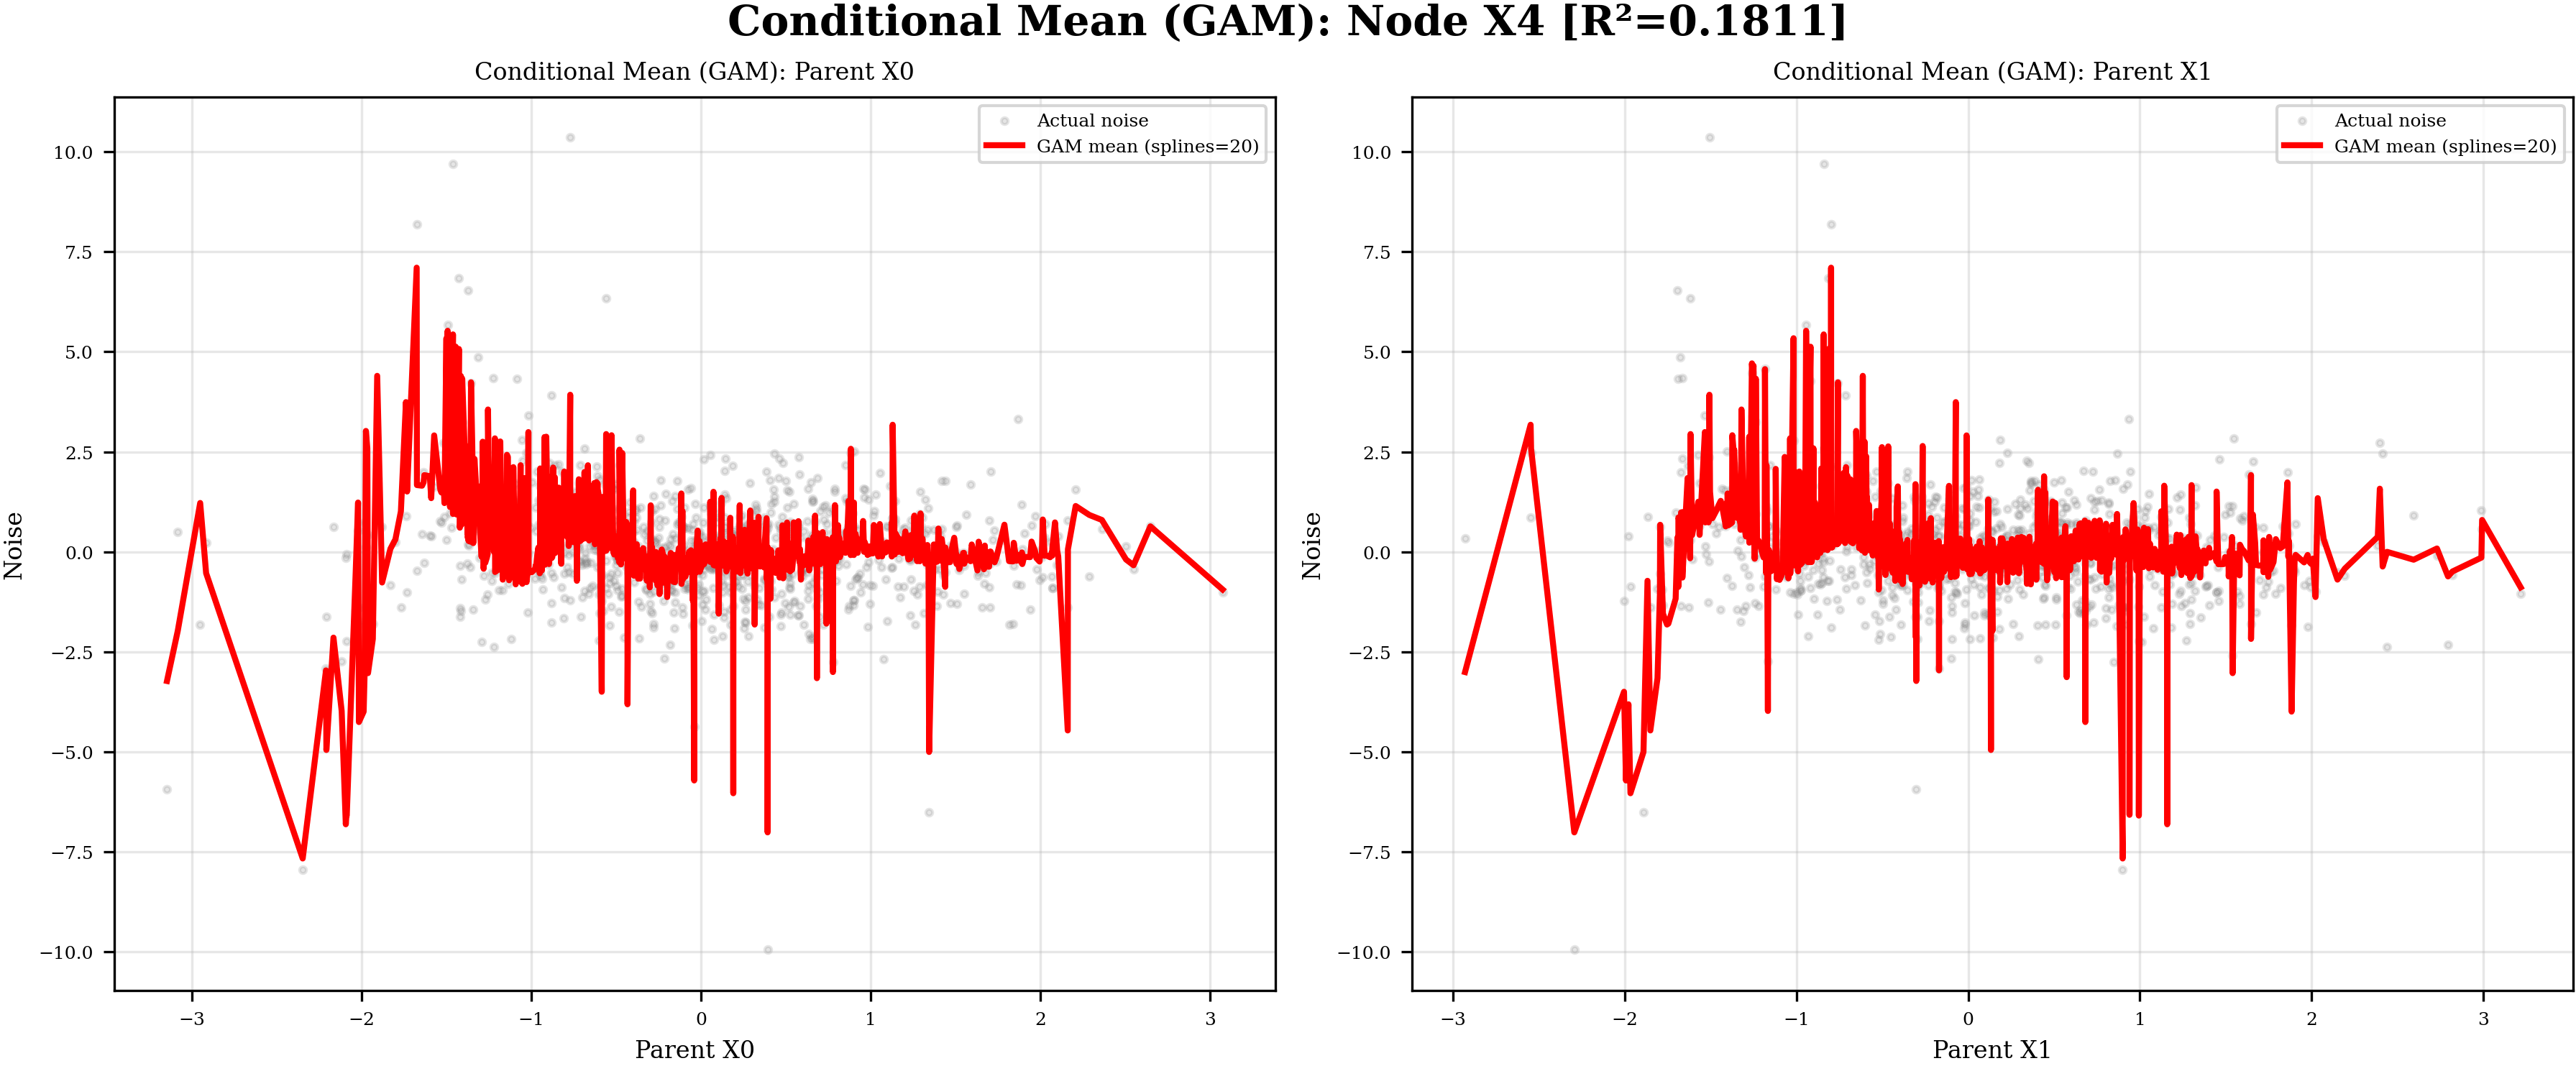 Conditional Mean (GAM): Node X4 [R²=0.1811]
Conditional Mean (GAM): Parent X0
Noise
10.0
7.5
5.0
2.5
0.0
−2.5
−5.0
−7.5
−10.0
Actual noise
GAM mean (splines=20)
−3
−2
−1
0
1
2
3
Parent X0
Conditional Mean (GAM): Parent X1
Noise
10.0
7.5
5.0
2.5
0.0
−2.5
−5.0
−7.5
−10.0
Actual noise
GAM mean (splines=20)
−3
−2
−1
0
1
2
3
Parent X1